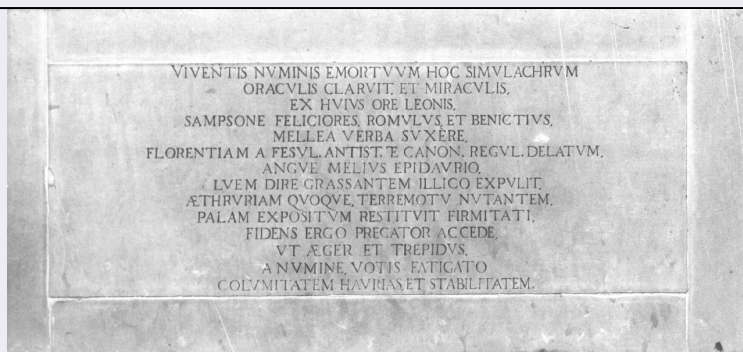 VIVENTIS NVMINIS EMORTVVM HOC SIMVLACHRVM
ORACVLIS CLARVIT, ET MIRACVLIS,
EX HVIVS ORE LEONIS,
SAMPSONE FELICIORES, ROMVLVS, ET BENICTIVS,
MELLEA VERBA SVXERE,
FLORENTIAM A FESVL. ANTIST. Æ CANON. REGVL. DELATVM,
ANGVE MELIVS EPIDAVRIO,
LVEM DIRE GRASSANTEM ILLICO EXPVLIT,
ÆTHRVRIAM QVOQVE, TERREMOTV NVTANTEM,
PALAM EXPOSITVM RESTITVIT FIRMITATI,
FIDENS ERGO PRECATOR ACCEDE,
VT ÆGER ET TREPIDVS,
A NVMINE, VOTIS FATIGATO
COLVMITATEM HAVRIAS, ET STABILITATEM.